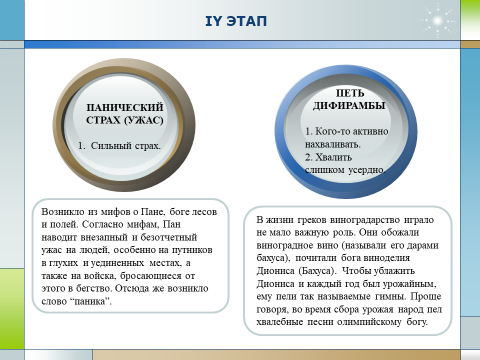 IY ЭТАП
ПАНИЧЕСКИЙ
СТРАХ (УЖАС)
1. Сильный страх.
ПЕТЬ
ДИФИРАМБЫ
1. Кого-то активно
нахваливать.
2. Хвалить
слишком усердно.
Возникло из мифов о Пане, боге лесов
и полей. Согласно мифам, Пан
наводит внезапный и безотчетный
ужас на людей, особенно на путников
в глухих и уединенных местах, а
также на войска, бросающиеся от
этого в бегство. Отсюда же возникло
слово “паника”.
В жизни греков виноградарство играло
не мало важную роль. Они обожали
виноградное вино (называли его дарами
бахуса), почитали бога виноделия
Диониса (Бахуса). Чтобы ублажить
Диониса и каждый год был урожайным,
ему пели так называемые гимны. Проще
говоря, во время сбора урожая народ пел
хвалебные песни олимпийскому богу.